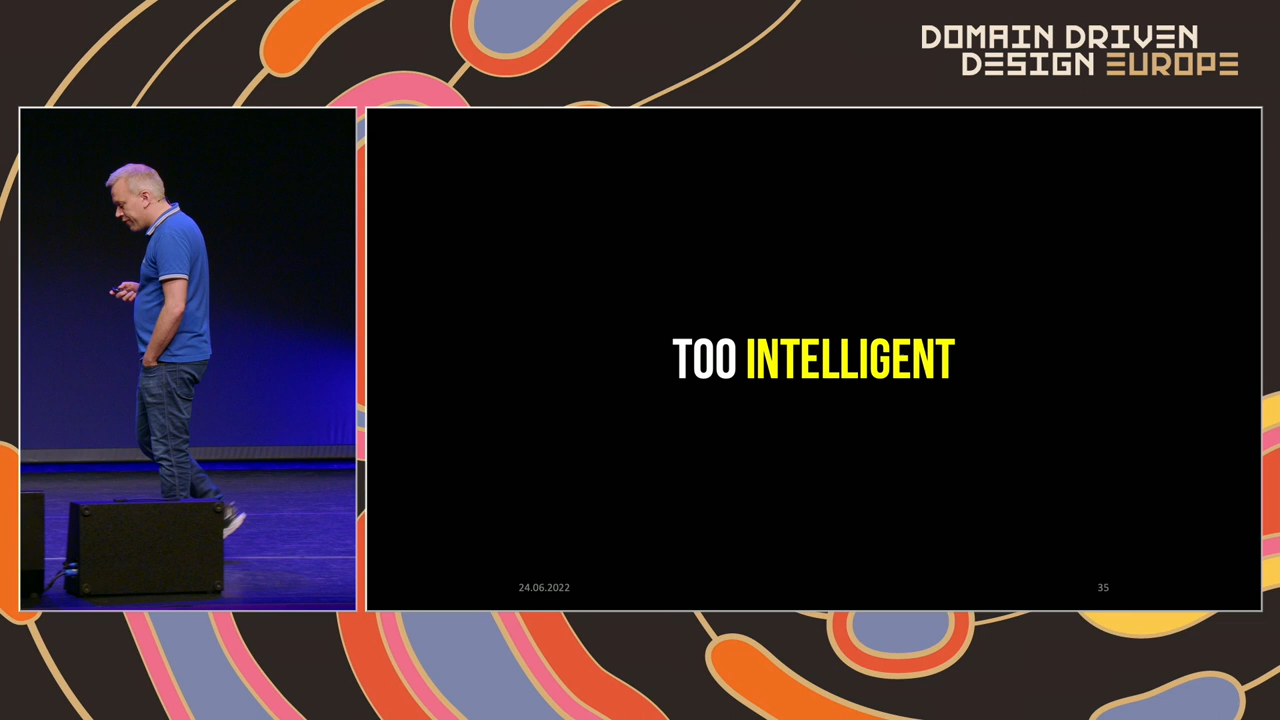 DOMAIN DRIVEN
DESIGN EUROPE
TOO INTELLIGENT
24.06.2022
35